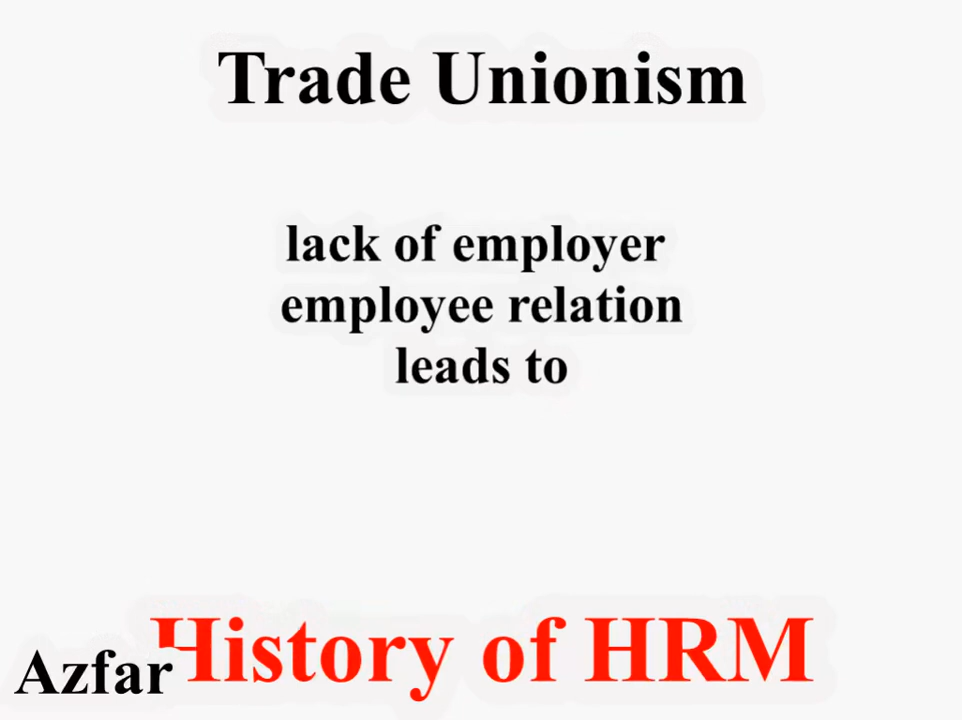 Trade Unionism
lack of employer
employee relation
leads to
History of HRM
Azfar